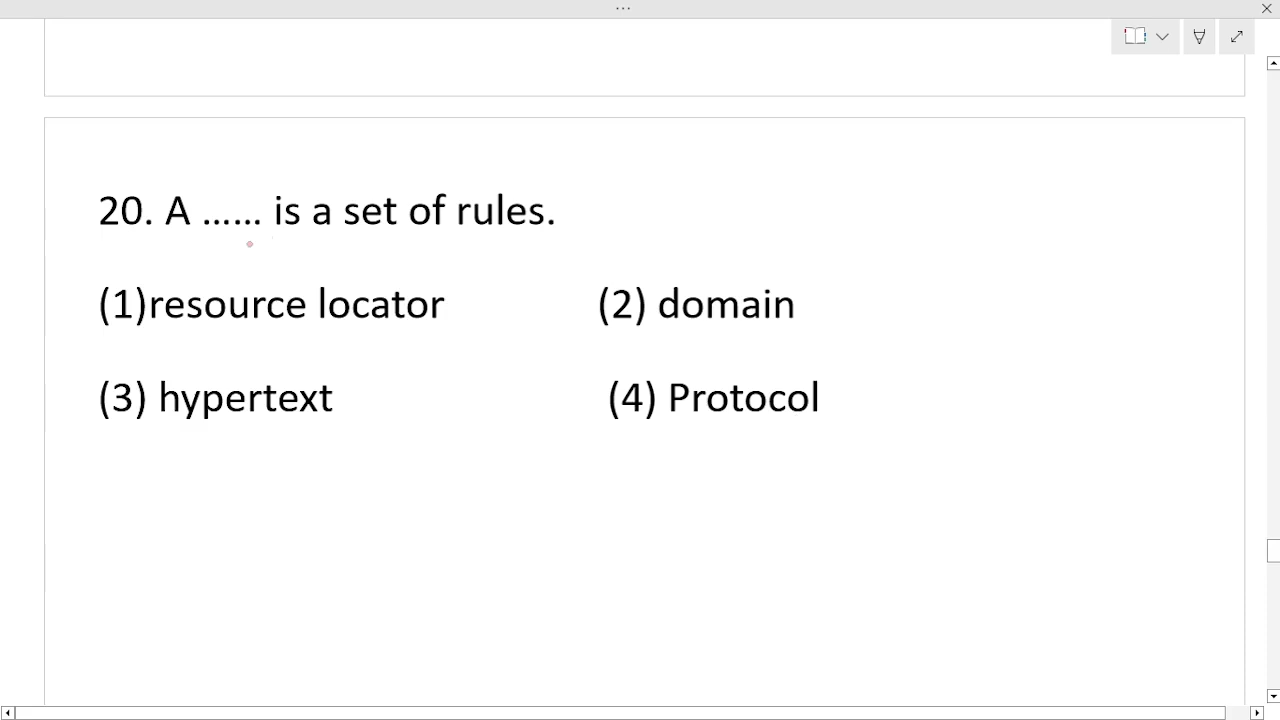 20. A ...... is a set of rules.
(1)resource locator (2) domain
(3) hypertext (4) Protocol